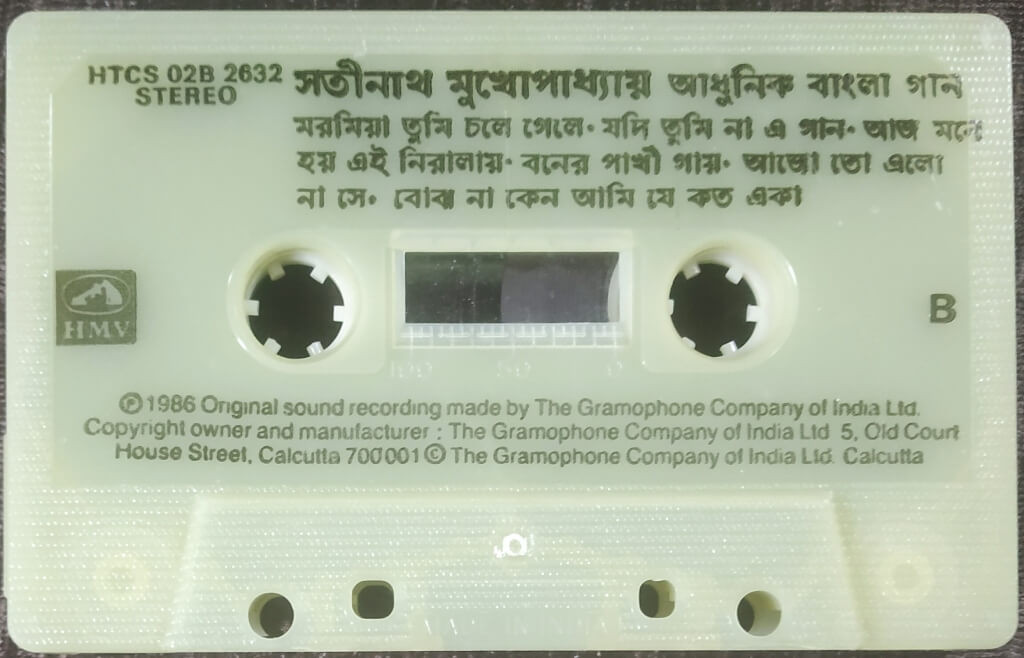 HTCS 02B 2632 সতীনাথ মুখোপাধ্যায় আধুনিক বাংলা গান
STEREO
মরমিয়া তুমি চলে গেলে• যদি তুমি না এ গান• আজ মনে
হয় এই নিরালায়• বনের পাখী গায়• আজো তো এলো
না সে• বোঝ না কেন আমি যে কত একা
HMV
B
Ⓟ 1986 Original sound recording made by The Gramophone Company of India Ltd.
Copyright owner and manufacturer : The Gramophone Company of India Ltd 5, Old Court
House Street, Calcutta 700001 © The Gramophone Company of India Ltd. Calcutta